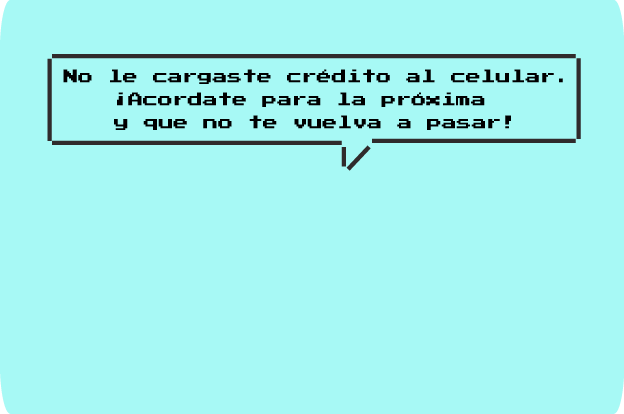 No le cargaste crédito al celular.
¡Acordate para la próxima
y que no te vuelva a pasar!